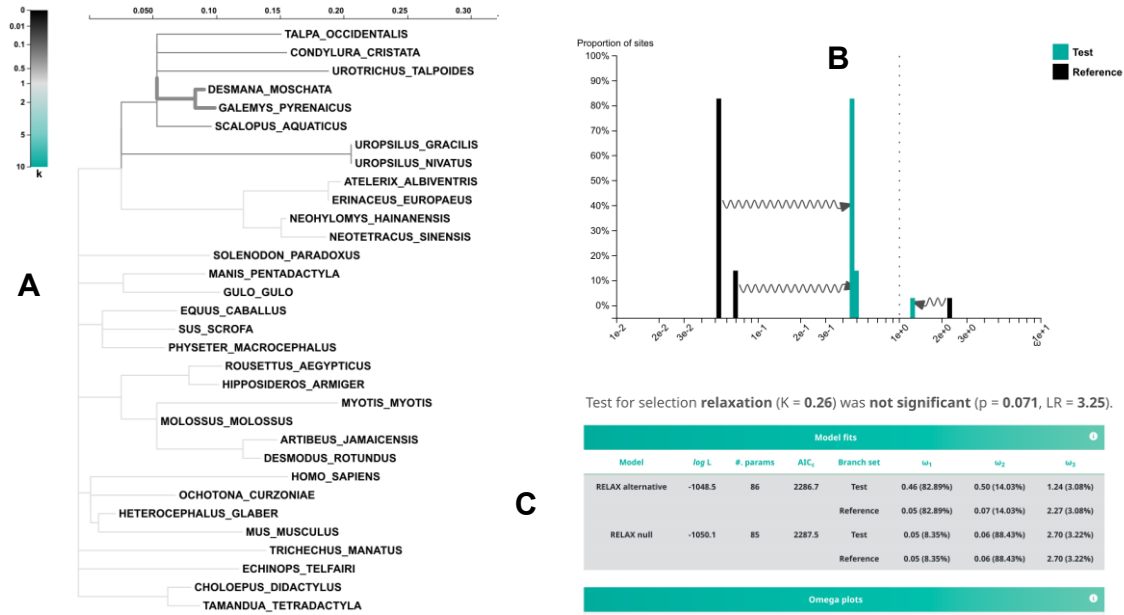 0
0.01
0.1
0.5
1
2
5
10
k
0.050 0.10 0.20 0.30
TALPA_OCCIDENTALIS
CONDYLURA_CRISTATA
UROTRICHUS_TALPOIDES
DESMANA_MOSCHATA
GALEMYS_PYRENAICUS
SCALOPUS_AQUATICUS
UROPSILUS_GRACILIS
UROPSILUS_NIVATUS
ATELERIX_ALBIVENTRIS
ERINACEUS_EUROPAEUS
NEOHYLOMYS_HAINANENSIS
NEOTETRACUS_SINENSIS
SOLENODON_PARADOXUS
MANIS_PENTADACTYLA
GULO_GULO
EQUUS_CABALLUS
SUS_SCROFA
PHYSETER_MACROCEPHALUS
ROUSETTUS_AEGYPTICUS
HIPPOSIDEROS_ARMIGER
MYOTIS_MYOTIS
MOLOSSUS_MOLOSSUS
ARTIBEUS_JAMAICENSIS
DESMODUS_ROTUNDUS
HOMO_SAPIENS
OCHOTONA_CURZONIAE
HETEROCEPHALUS_GLABER
MUS_MUSCULUS
TRICHECHUS_MANATUS
ECHINOPS_TELFAIRI
CHOLOEPUS_DIDACTYLUS
TAMANDUA_TETRADACTYLA
A
Proportion of sites
B
Test
Reference
100%
90%
80%
70%
60%
50%
40%
30%
20%
10%
0%
1e-2 2e-2 3e-2 1e-1 2e-1 3e-1 1e+0 2e+0 3e+0 1e+1
ω
C
Test for selection relaxation (K = 0.26) was not significant (p = 0.071, LR = 3.25).
Model fits
Model log L #. params AICc Branch set ω1 ω2 ω3
RELAX alternative -1048.5 86 2286.7 Test 0.46 (82.89%) 0.50 (14.03%) 1.24 (3.08%)
Reference 0.05 (82.89%) 0.07 (14.03%) 2.27 (3.08%)
RELAX null -1050.1 85 2287.5 Test 0.05 (8.35%) 0.06 (88.43%) 2.70 (3.22%)
Reference 0.05 (8.35%) 0.06 (88.43%) 2.70 (3.22%)
Omega plots